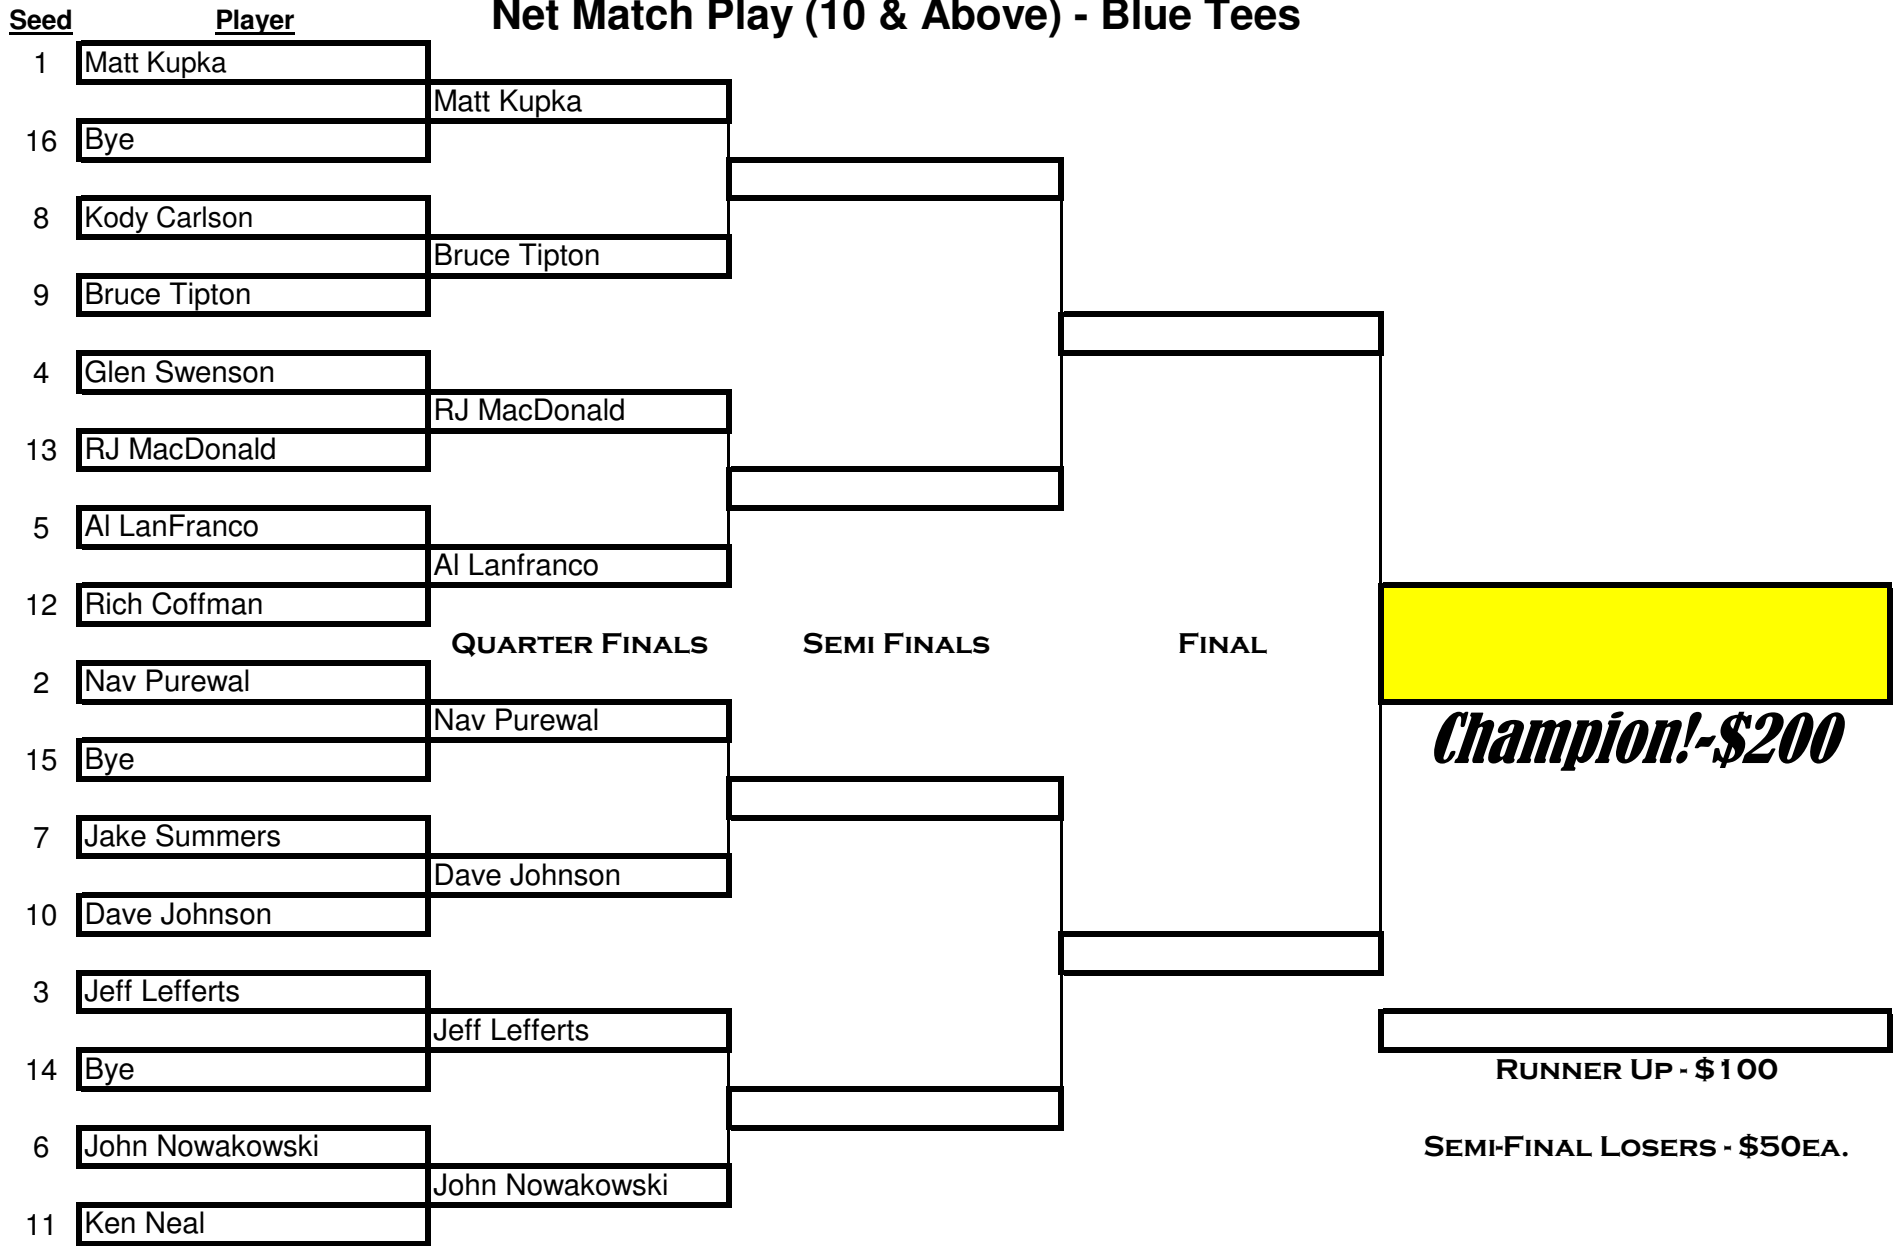 Net Match Play (10 & Above) - Blue Tees
Seed Player
1 Matt Kupka
Matt Kupka
16 Bye
8 Kody Carlson
Bruce Tipton
9 Bruce Tipton
4 Glen Swenson
RJ MacDonald
13 RJ MacDonald
5 Al LanFranco
Al Lanfranco
12 Rich Coffman
QUARTER FINALS SEMI FINALS FINAL
2 Nav Purewal
Nav Purewal
Champion!-$200
15 Bye
7 Jake Summers
Dave Johnson
10 Dave Johnson
3 Jeff Lefferts
Jeff Lefferts
14 Bye
RUNNER UP - $100
6 John Nowakowski
SEMI-FINAL LOSERS - $50EA.
John Nowakowski
11 Ken Neal